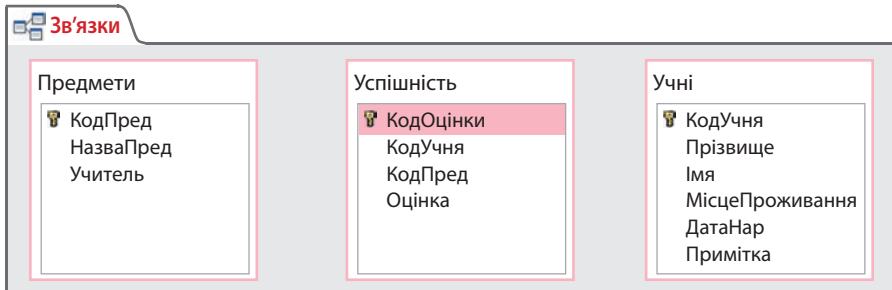 Зв’язки
Предмети
КодПред
НазваПред
Учитель
Успішність
КодОцінки
КодУчня
КодПред
Оцінка
Учні
КодУчня
Прізвище
Імя
МісцеПроживання
ДатаНар
Примітка